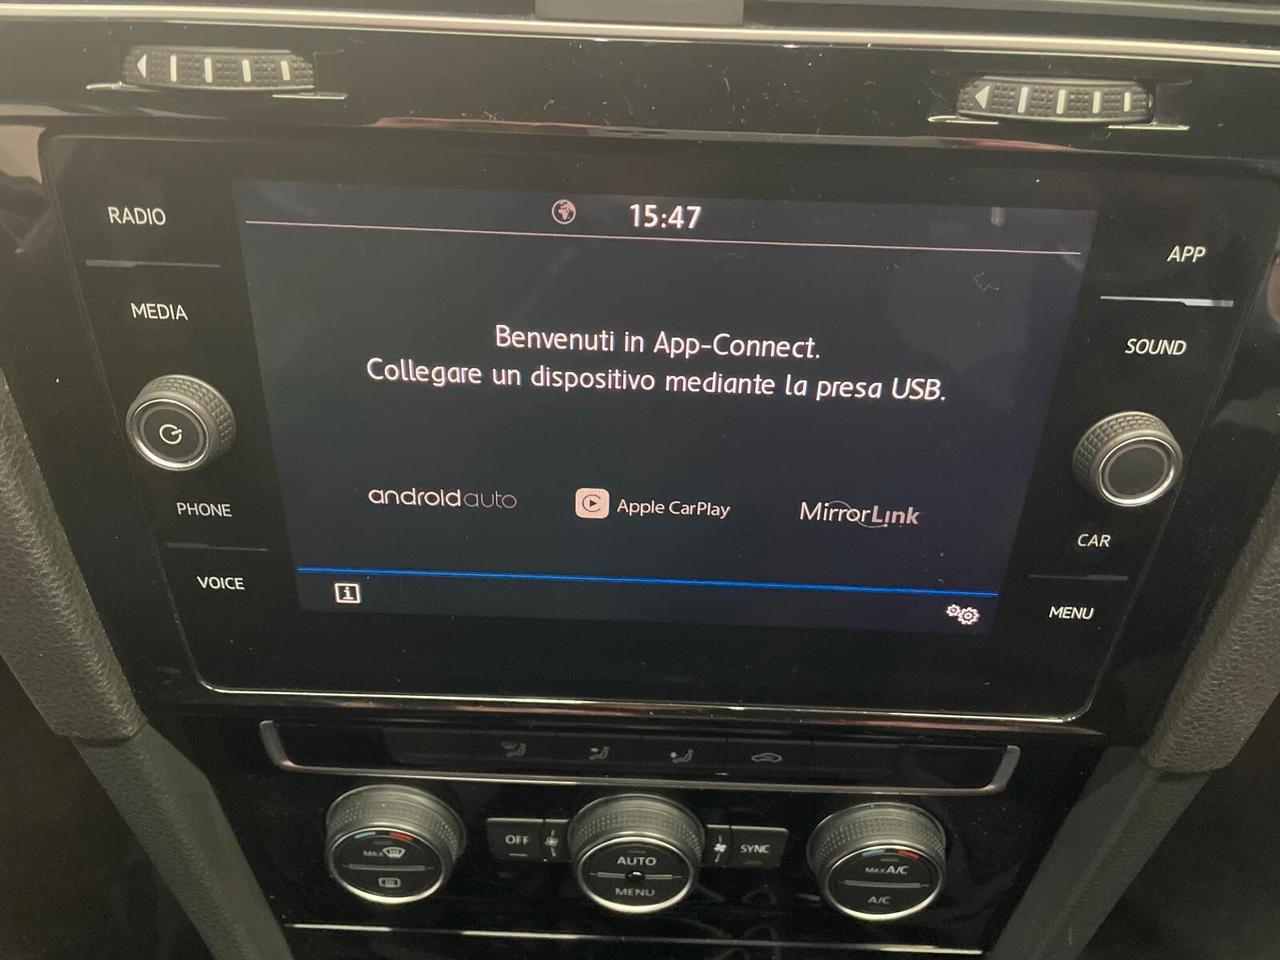 RADIO
MEDIA
PHONE
VOICE
15:47
Benvenuti in App-Connect.
Collegare un dispositivo mediante la presa USB.
androidauto
Apple CarPlay
MirrorLink
i
APP
SOUND
CAR
MENU
MAX
OFF
AUTO
MENU
SYNC
MAX A/C
A/C